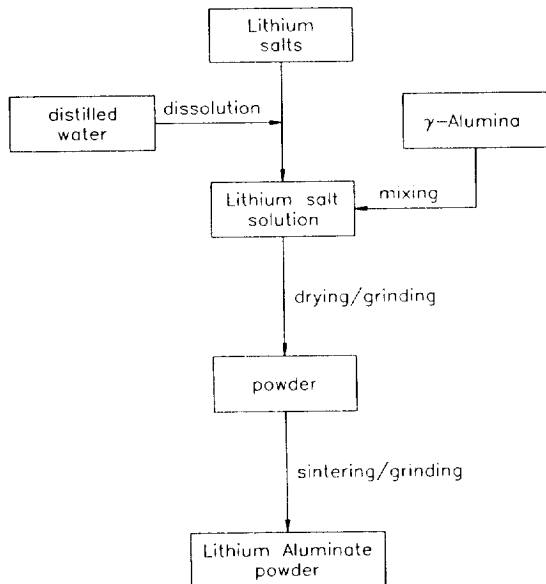 Lithium
salts
dissolution
distilled
water
γ-Alumina
mixing
Lithium salt
solution
drying/grinding
powder
sintering/grinding
Lithium Aluminate
powder